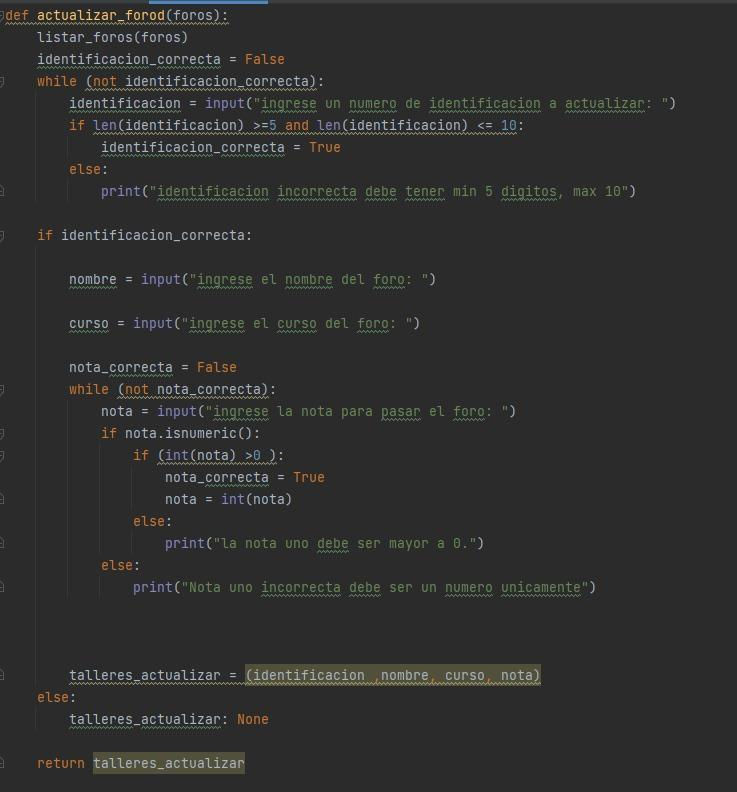 def actualizar_forod(foros):
    listar_foros(foros)
    identificacion_correcta = False
    while (not identificacion_correcta):
        identificacion = input("ingrese un numero de identificacion a actualizar: ")
        if len(identificacion) >=5 and len(identificacion) <= 10:
            identificacion_correcta = True
        else:
            print("identificacion incorrecta debe tener min 5 digitos, max 10")
    if identificacion_correcta:
        nombre = input("ingrese el nombre del foro: ")
        curso = input("ingrese el curso del foro: ")
        nota_correcta = False
        while (not nota_correcta):
            nota = input("ingrese la nota para pasar el foro: ")
            if nota.isnumeric():
                if (int(nota) >0 ):
                    nota_correcta = True
                    nota = int(nota)
                else:
                    print("la nota uno debe ser mayor a 0.")
            else:
                print("Nota uno incorrecta debe ser un numero unicamente")
        talleres_actualizar = (identificacion ,nombre, curso, nota)
    else:
        talleres_actualizar: None
    return talleres_actualizar